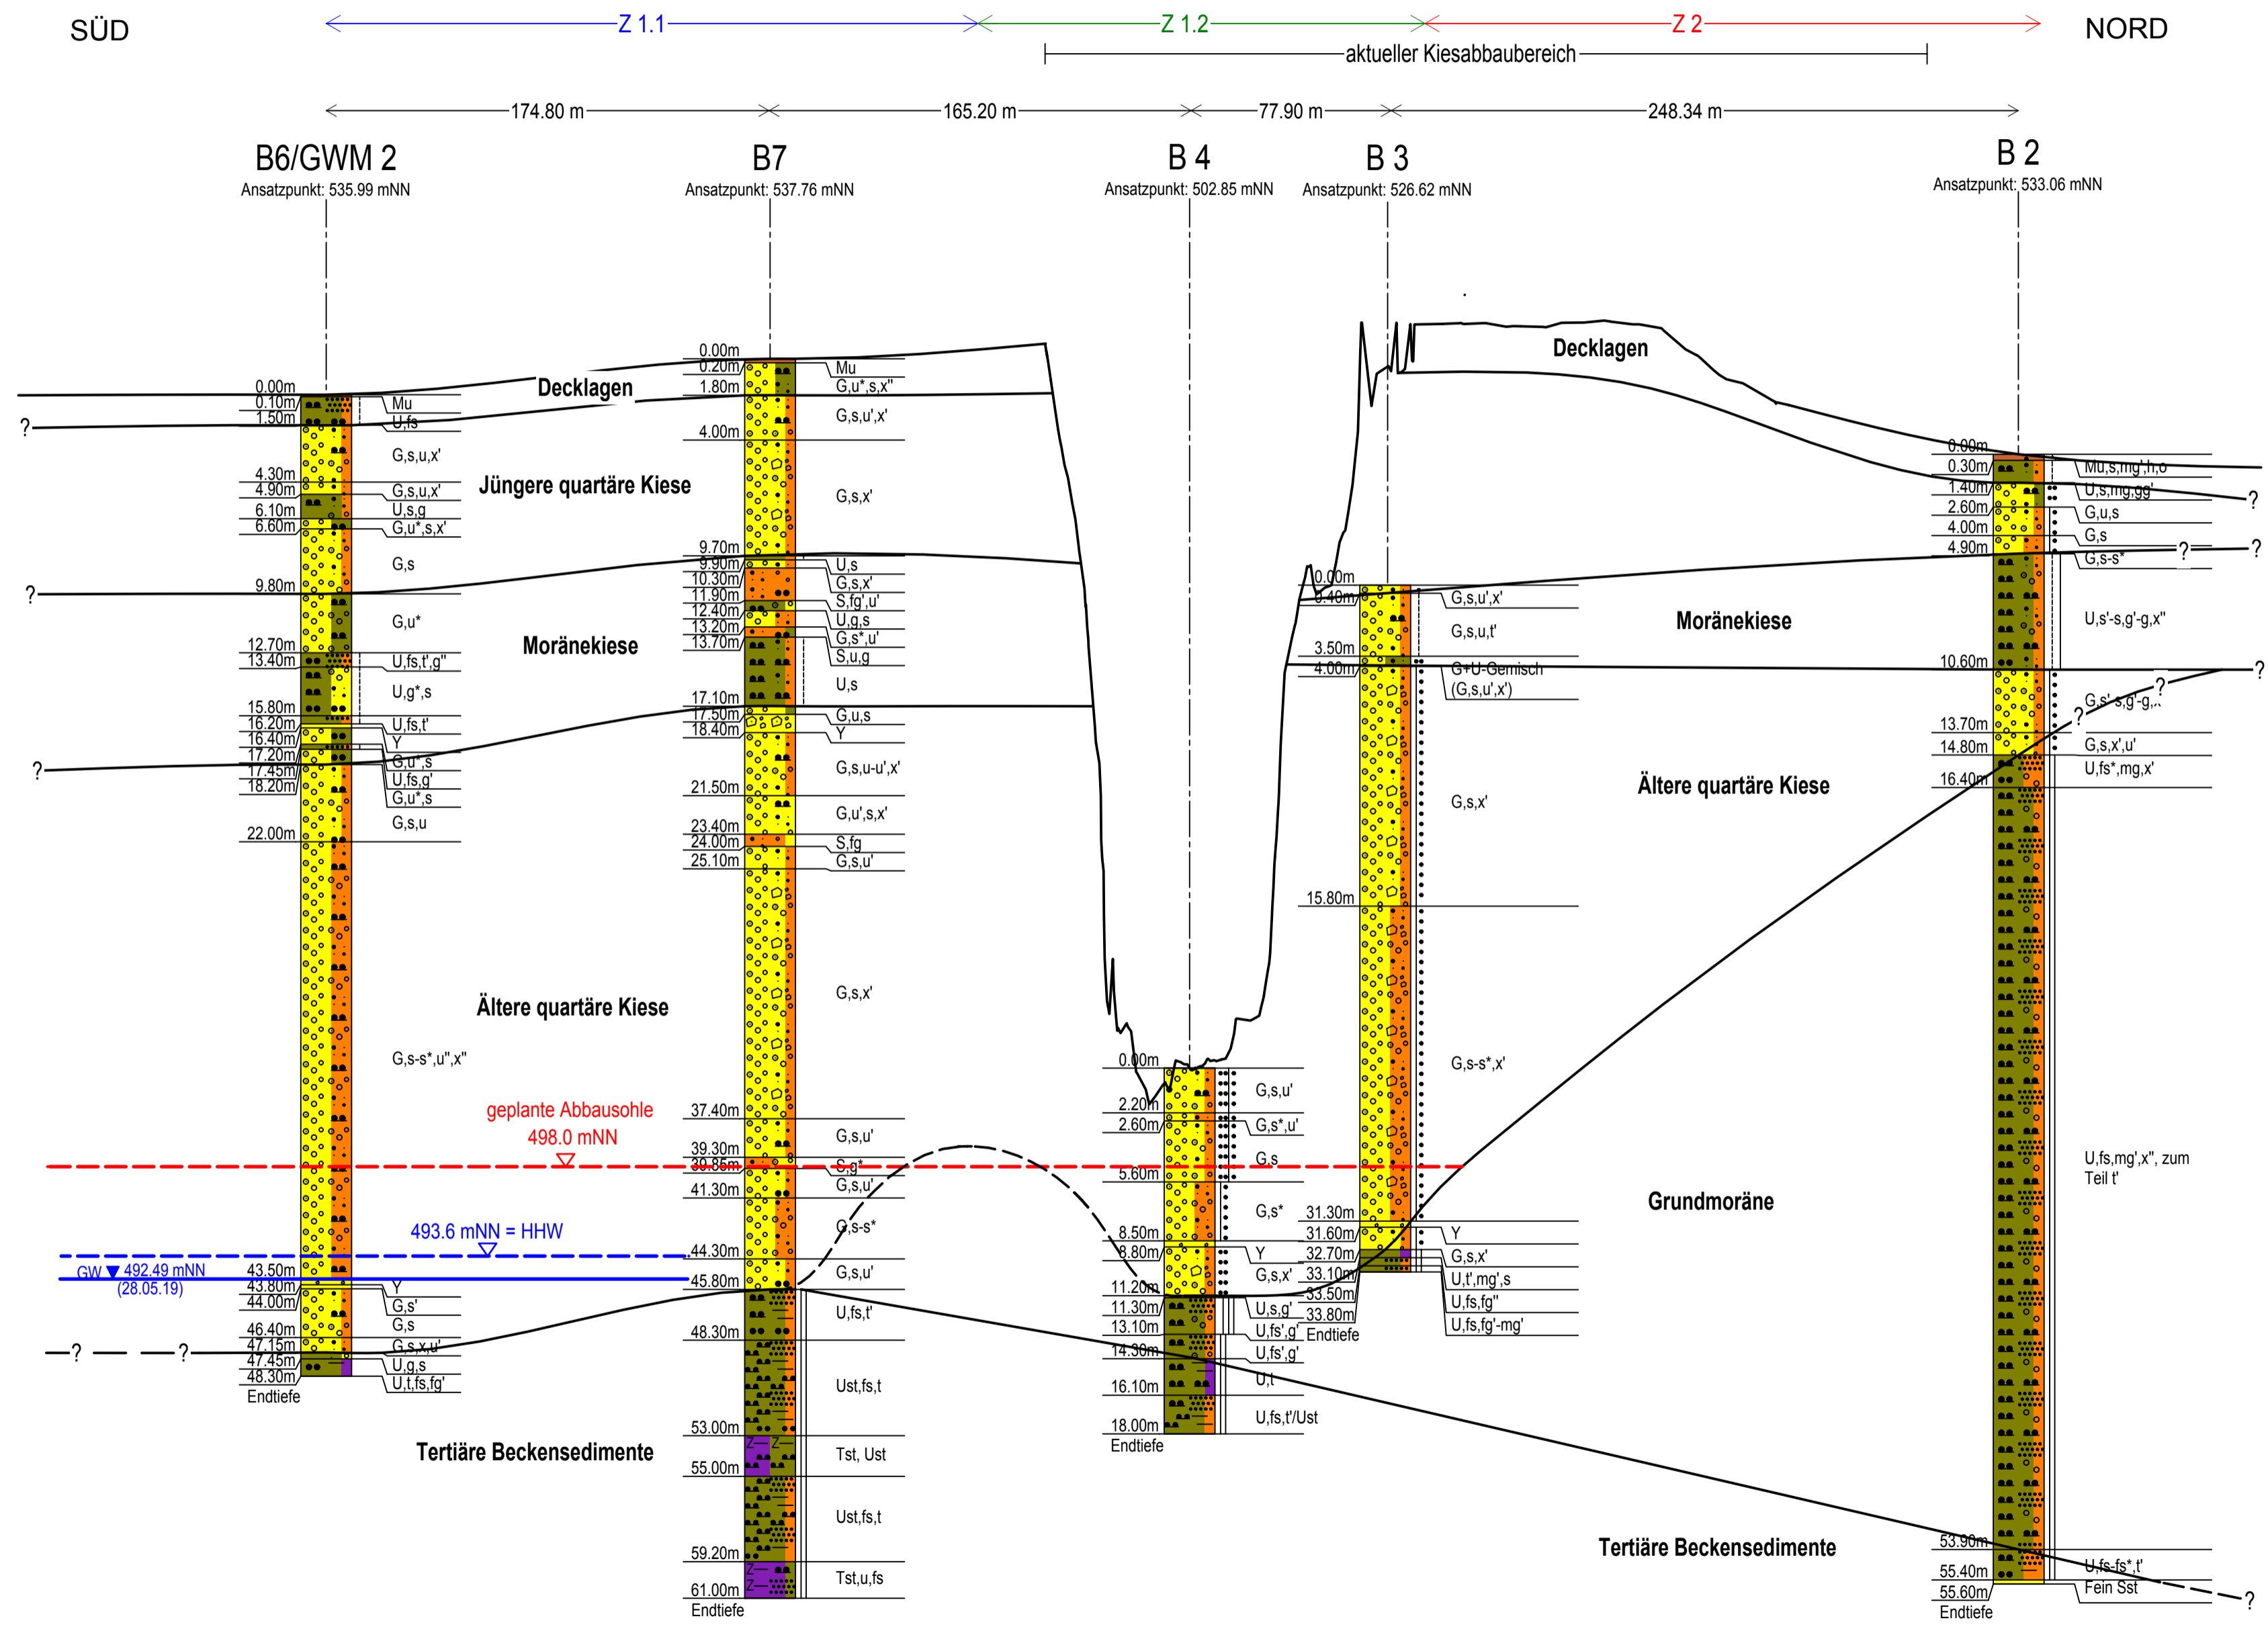 SÜD
Z 1.1
Z 1.2
Z 2
NORD
aktueller Kiesabbaubereich
174.80 m
165.20 m
77.90 m
248.34 m
B6/GWM 2
Ansatzpunkt: 535.99 mNN
B7
Ansatzpunkt: 537.76 mNN
B 4
Ansatzpunkt: 502.85 mNN
B 3
Ansatzpunkt: 526.62 mNN
B 2
Ansatzpunkt: 533.06 mNN
0.00m
0.10m
1.50m
4.30m
4.90m
6.10m
6.60m
9.80m
12.70m
13.40m
15.80m
16.20m
16.40m
17.20m
17.45m
18.20m
22.00m
43.50m
43.80m
44.00m
46.40m
47.15m
47.45m
48.30m
Endtiefe
Mu
U,fs
G,s,u,x'
G,s,u,x'
U,s,g
G,u*,s,x'
G,s
G,u*
U,fs,t',g''
U,g*,s
U,fs,t'
Y
G,u*,s
U,fs,g'
G,u*,s
G,s,u
G,s-s*,u'',x''
Y
G,s'
G,s
G,s,x,u'
U,g,s
U,t,fs,fg'
Decklagen
Jüngere quartäre Kiese
Moränekiese
Ältere quartäre Kiese
geplante Abbausohle
498.0 mNN
493.6 mNN = HHW
GW
492.49 mNN
(28.05.19)
Tertiäre Beckensedimente
0.00m
0.20m
1.80m
4.00m
9.70m
9.90m
10.30m
11.90m
12.40m
13.20m
13.70m
17.10m
17.50m
18.40m
21.50m
23.40m
24.00m
25.10m
37.40m
39.30m
39.85m
41.30m
44.30m
45.80m
48.30m
53.00m
55.00m
59.20m
61.00m
Endtiefe
Mu
G,u*,s,x''
G,s,u',x'
G,s,x'
U,s
G,s,x'
S,fg',u'
U,g,s
G,s*,u'
S,u,g
U,s
G,u,s
Y
G,s,u-u',x'
G,u',s,x'
S,fg
G,s,u'
G,s,x'
G,s,u'
S,g*
G,s,u'
G,s-s*
G,s,u'
U,fs,t'
Ust,fs,t
Tst, Ust
Ust,fs,t
Tst,u,fs
0.00m
2.20m
2.60m
5.60m
8.50m
8.80m
11.20m
11.30m
13.10m
14.30m
16.10m
18.00m
Endtiefe
G,s,u'
G,s*,u'
G,s
G,s*
Y
G,s,x'
U,s,g'
U,fs',g'
U,fs',g'
U,t
U,fs,t'/Ust
0.00m
0.40m
3.50m
4.00m
15.80m
31.30m
31.60m
32.70m
33.10m
33.50m
33.80m
Endtiefe
G,s,u',x'
G,s,u,t'
G+U-Gemisch
(G,s,u',x')
G,s,x'
G,s-s*,x'
Y
G,s,x'
U,t',mg',s
U,fs,fg''
U,fs,fg'-mg'
Decklagen
Moränekiese
Ältere quartäre Kiese
Grundmoräne
Tertiäre Beckensedimente
0.00m
0.30m
1.40m
2.60m
4.00m
4.90m
10.60m
13.70m
14.80m
16.40m
53.90m
55.40m
55.60m
Endtiefe
Mu,s,mg',h,o
U,s,mg,gg'
G,u,s
G,s
G,s-s*
U,s'-s,g'-g,x''
G,s'-s,g'-g,x'
G,s,x',u'
U,fs*,mg,x'
U,fs,mg',x'', zum
Teil t'
U,fs-fs*,t'
Fein Sst
?
?
?
?
?
?
?
?
?
?
?
?